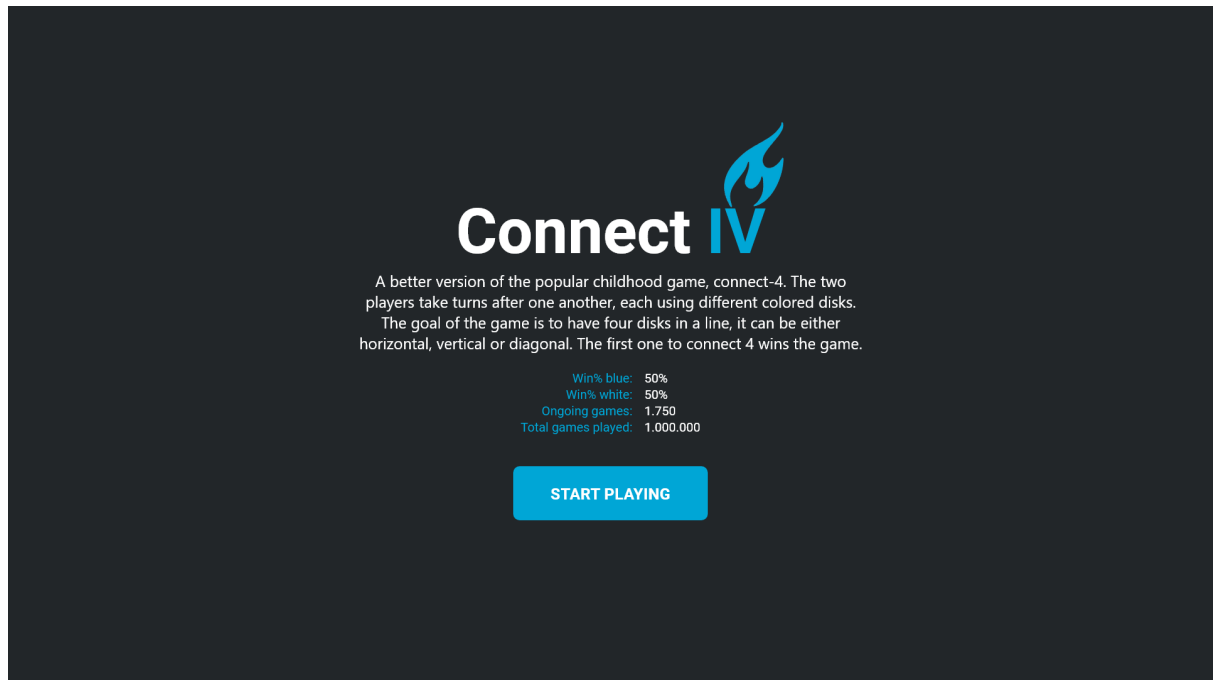 Connect IV
A better version of the popular childhood game, connect-4. The two
players take turns after one another, each using different colored disks.
The goal of the game is to have four disks in a line, it can be either
horizontal, vertical or diagonal. The first one to connect 4 wins the game.
Win% blue: 50%
Win% white: 50%
Ongoing games: 1.750
Total games played: 1.000.000
START PLAYING